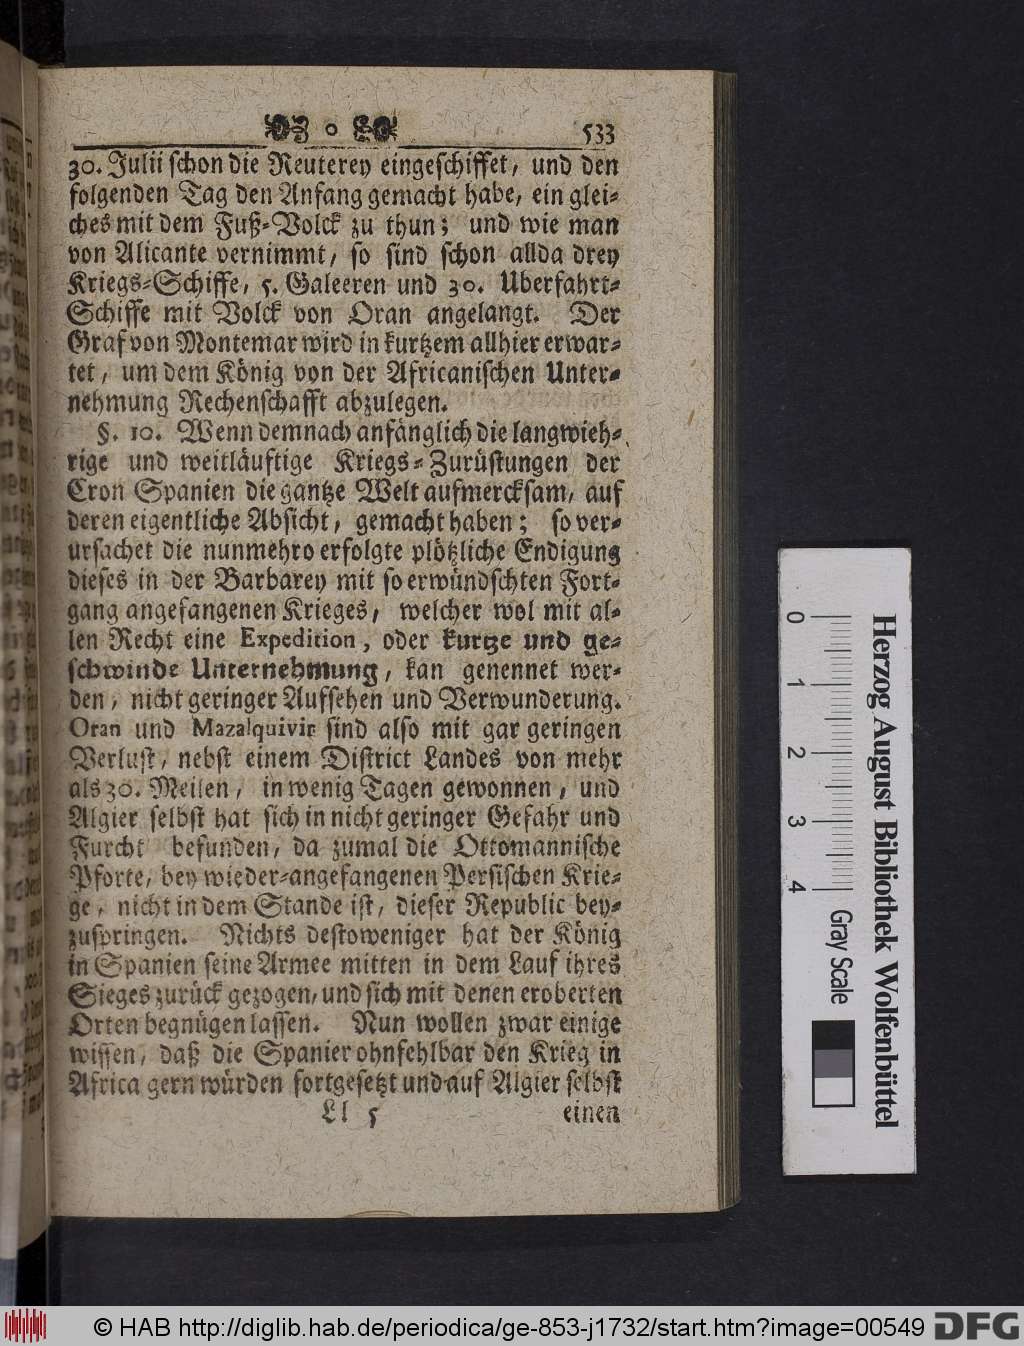 533
30. Julii schon die Reuterey eingeschiffet, und den
folgenden Tag den Anfang gemacht habe, ein glei-
ches mit dem Fuß-Volck zu thun; und wie man
von Alicante vernimmt, so sind schon allda drey
Kriegs-Schiffe, 5. Galeeren und 30. Uberfahrt-
Schiffe mit Volck von Oran angelangt. Der
Graf von Montemar wird in kurtzem allhier erwar-
tet, um dem König von der Africanischen Unter-
nehmung Rechenschafft abzulegen.
§. 10. Wenn demnach anfänglich die langwieh-
rige und weitläuftige Kriegs-Zurüstungen der
Cron Spanien die gantze Welt aufmercksam, auf
deren eigentliche Absicht, gemacht haben; so ver-
ursachet die nunmehro erfolgte plötzliche Endigung
dieses in der Barbarey mit so erwündschten Fort-
gang angefangenen Krieges, welcher wol mit al-
len Recht eine Expedition, oder kurtze und ge-
schwinde Unternehmung, kan genennet wer-
den, nicht geringer Aufsehen und Verwunderung.
Oran und Mazalquivir sind also mit gar geringen
Verlust, nebst einem District Landes von mehr
als 30. Meilen, in wenig Tagen gewonnen, und
Algier selbst hat sich in nicht geringer Gefahr und
Furcht befunden, da zumal die Ottomannische
Pforte, bey wieder-angefangenen Persischen Krie-
ge, nicht in dem Stande ist, dieser Republic bey-
zuspringen. Nichts destoweniger hat der König
in Spanien seine Armee mitten in dem Lauf ihres
Sieges zurück gezogen, und sich mit denen eroberten
Orten begnügen lassen. Nun wollen zwar einige
wissen, daß die Spanier ohnfehlbar den Krieg in
Africa gern würden fortgesetzt und auf Algier selbst
Ll 5 einen
0 1 2 3 4
Gray Scale
Herzog August Bibliothek Wolfenbüttel
© HAB http://diglib.hab.de/periodica/ge-853-j1732/start.htm?image=00549 DFG